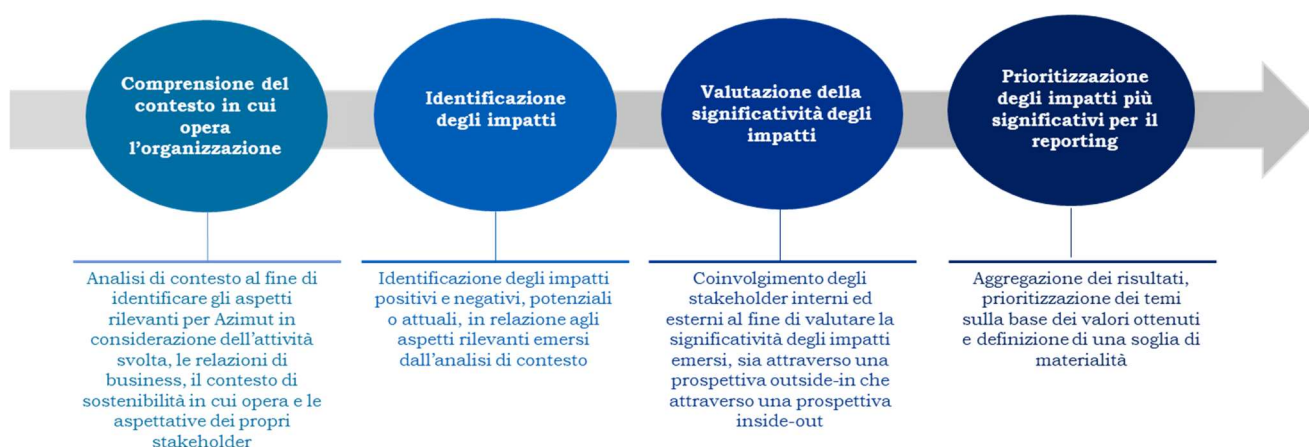 Comprensione del
contesto in cui
opera
l’organizzazione
Analisi di contesto al fine di
identificare gli aspetti
rilevanti per Azimut in
considerazione dell’attività
svolta, le relazioni di
business, il contesto di
sostenibilità in cui opera e le
aspettative dei propri
stakeholder
Identificazione
degli impatti
Identificazione degli impatti
positivi e negativi, potenziali
o attuali, in relazione agli
aspetti rilevanti emersi
dall’analisi di contesto
Valutazione della
significatività degli
impatti
Coinvolgimento degli
stakeholder interni ed
esterni al fine di valutare la
significatività degli impatti
emersi, sia attraverso una
prospettiva outside-in che
attraverso una prospettiva
inside-out
Prioritizzazione
degli impatti più
significativi per il
reporting
Aggregazione dei risultati,
prioritizzazione dei temi
sulla base dei valori ottenuti
e definizione di una soglia di
materialità